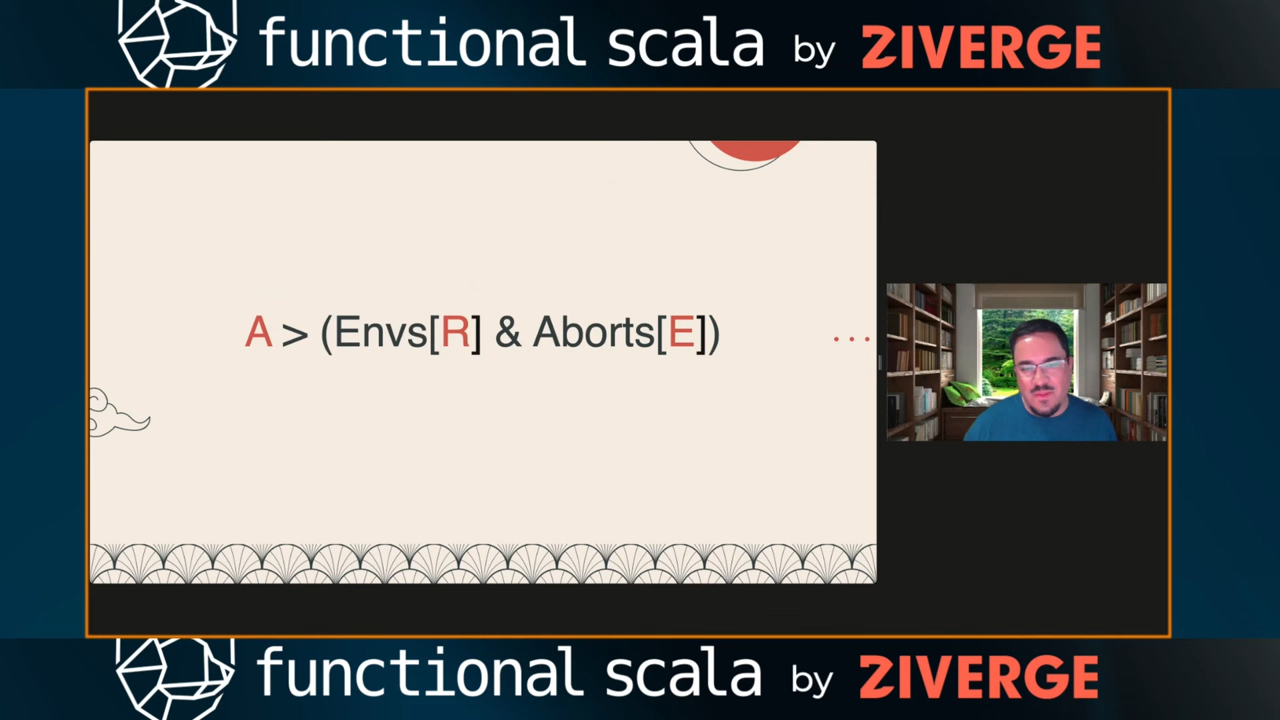 functional scala by ZIVERGE
A > (Envs[R] & Aborts[E])
...
functional scala by ZIVERGE